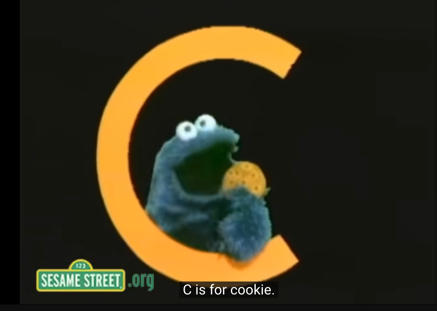 C
123
SESAME STREET .org
C is for cookie.